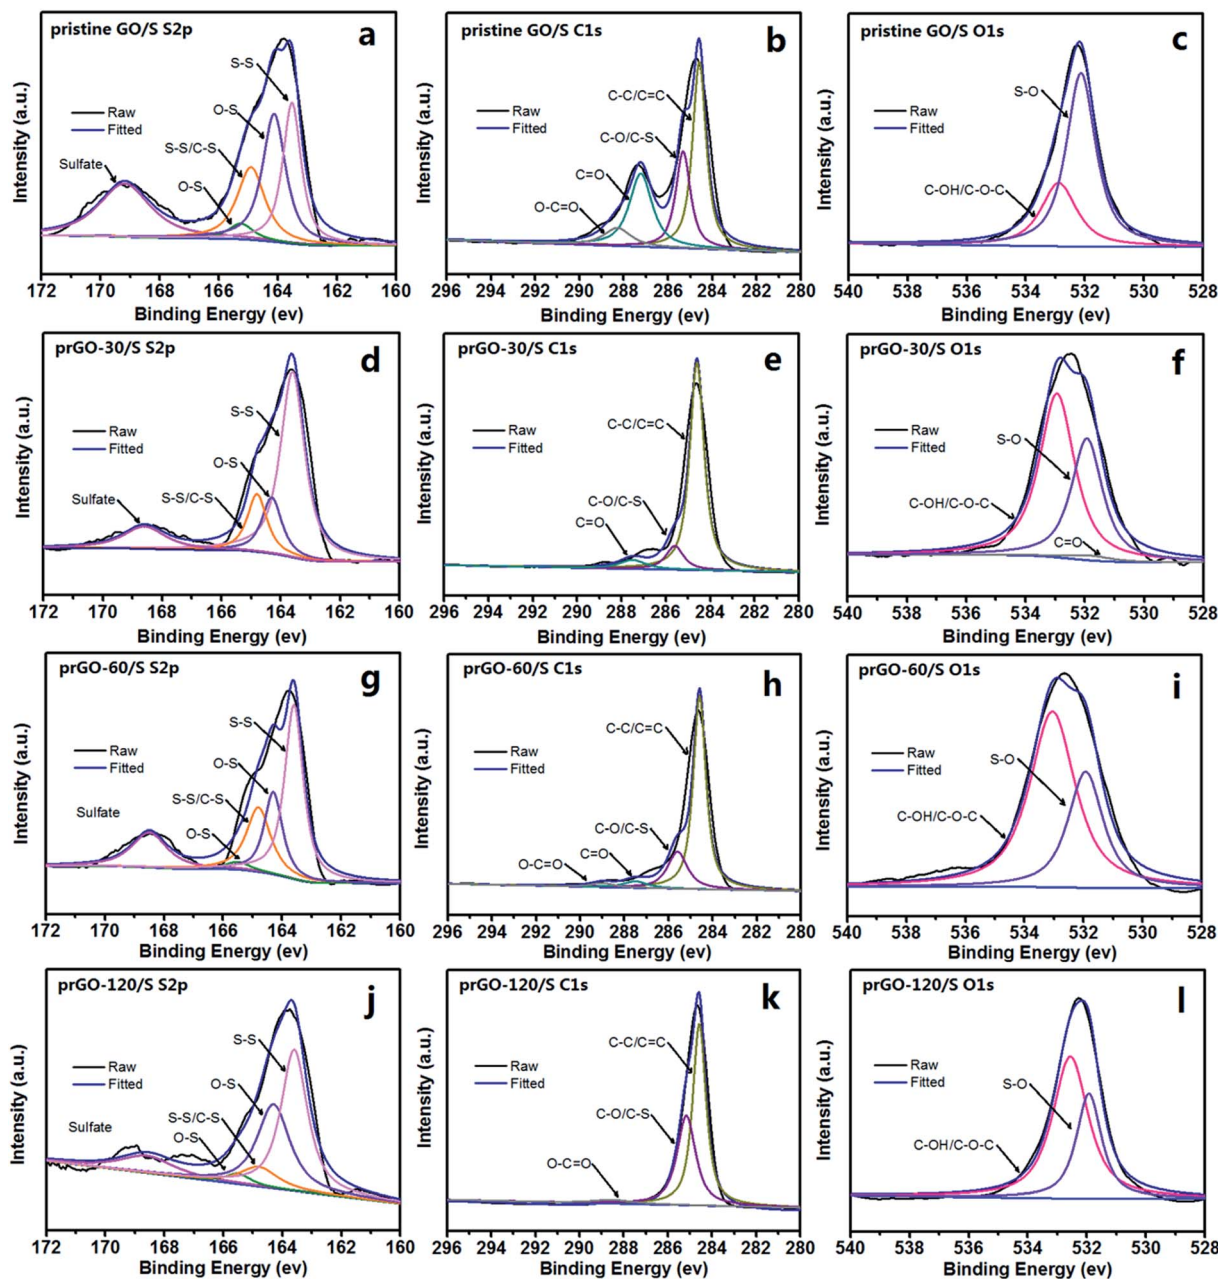 pristine GO/S S2p
a
S-S
O-S
S-S/C-S
O-S
Sulfate
Raw
Fitted
Intensity (a.u.)
172 170 168 166 164 162 160
Binding Energy (ev)
pristine GO/S C1s
b
C-C/C=C
C-O/C-S
C=O
O-C=O
Raw
Fitted
Intensity (a.u.)
296 294 292 290 288 286 284 282 280
Binding Energy (ev)
pristine GO/S O1s
c
S-O
C-OH/C-O-C
Raw
Fitted
Intensity (a.u.)
540 538 536 534 532 530 528
Binding Energy (ev)
prGO-30/S S2p
d
S-S
O-S
S-S/C-S
Sulfate
Raw
Fitted
Intensity (a.u.)
172 170 168 166 164 162 160
Binding Energy (ev)
prGO-30/S C1s
e
C-C/C=C
C-O/C-S
C=O
Raw
Fitted
Intensity (a.u.)
296 294 292 290 288 286 284 282 280
Binding Energy (ev)
prGO-30/S O1s
f
S-O
C-OH/C-O-C
C=O
Raw
Fitted
Intensity (a.u.)
540 538 536 534 532 530 528
Binding Energy (ev)
prGO-60/S S2p
g
S-S
O-S
S-S/C-S
O-S
Sulfate
Raw
Fitted
Intensity (a.u.)
172 170 168 166 164 162 160
Binding Energy (ev)
prGO-60/S C1s
h
C-C/C=C
C-O/C-S
C=O
O-C=O
Raw
Fitted
Intensity (a.u.)
296 294 292 290 288 286 284 282 280
Binding Energy (ev)
prGO-60/S O1s
i
S-O
C-OH/C-O-C
Raw
Fitted
Intensity (a.u.)
540 538 536 534 532 530 528
Binding Energy (ev)
prGO-120/S S2p
j
S-S
O-S
S-S/C-S
O-S
Sulfate
Raw
Fitted
Intensity (a.u.)
172 170 168 166 164 162 160
Binding Energy (ev)
prGO-120/S C1s
k
C-C/C=C
C-O/C-S
O-C=O
Raw
Fitted
Intensity (a.u.)
296 294 292 290 288 286 284 282 280
Binding Energy (ev)
prGO-120/S O1s
l
S-O
C-OH/C-O-C
Raw
Fitted
Intensity (a.u.)
540 538 536 534 532 530 528
Binding Energy (ev)